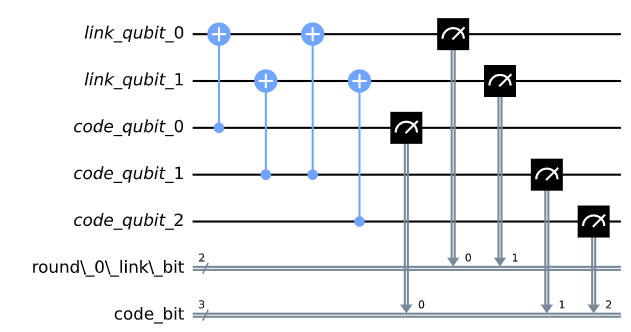 link_qubit_0
link_qubit_1
code_qubit_0
code_qubit_1
code_qubit_2
round\_0\_link\_bit 2 0 1
code_bit 3 0 1 2